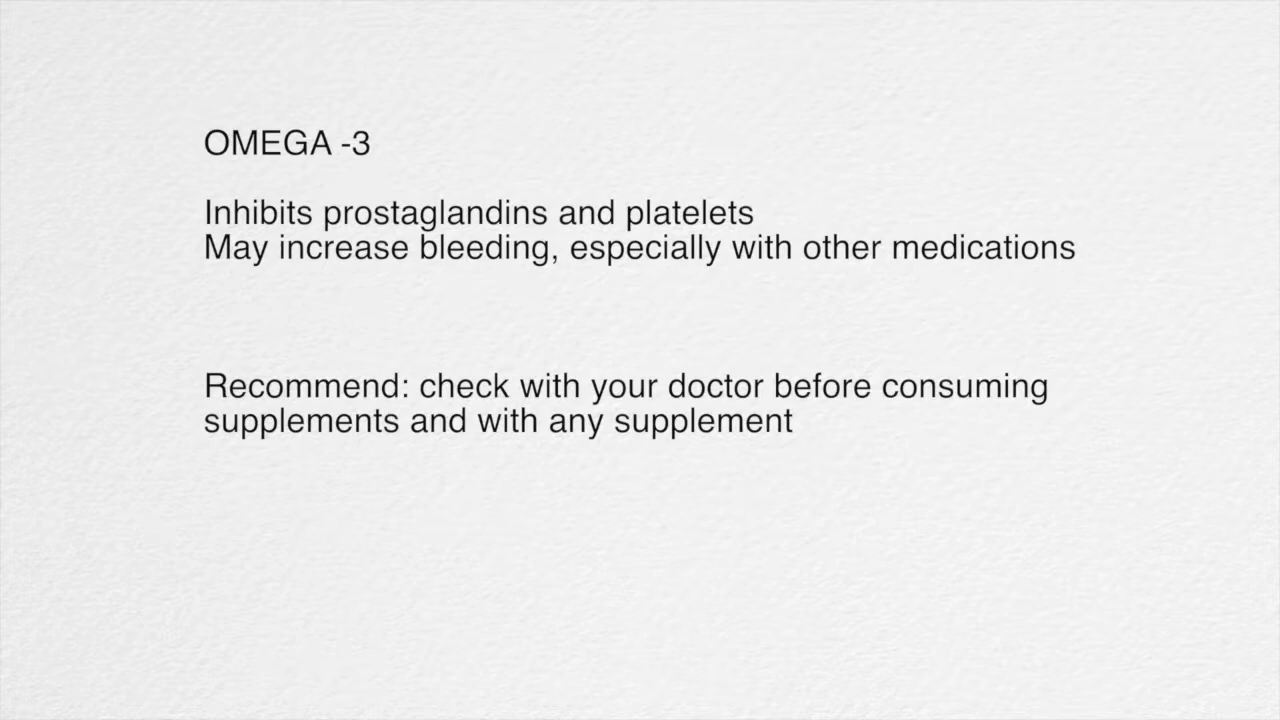 OMEGA -3
Inhibits prostaglandins and platelets
May increase bleeding, especially with other medications
Recommend: check with your doctor before consuming
supplements and with any supplement